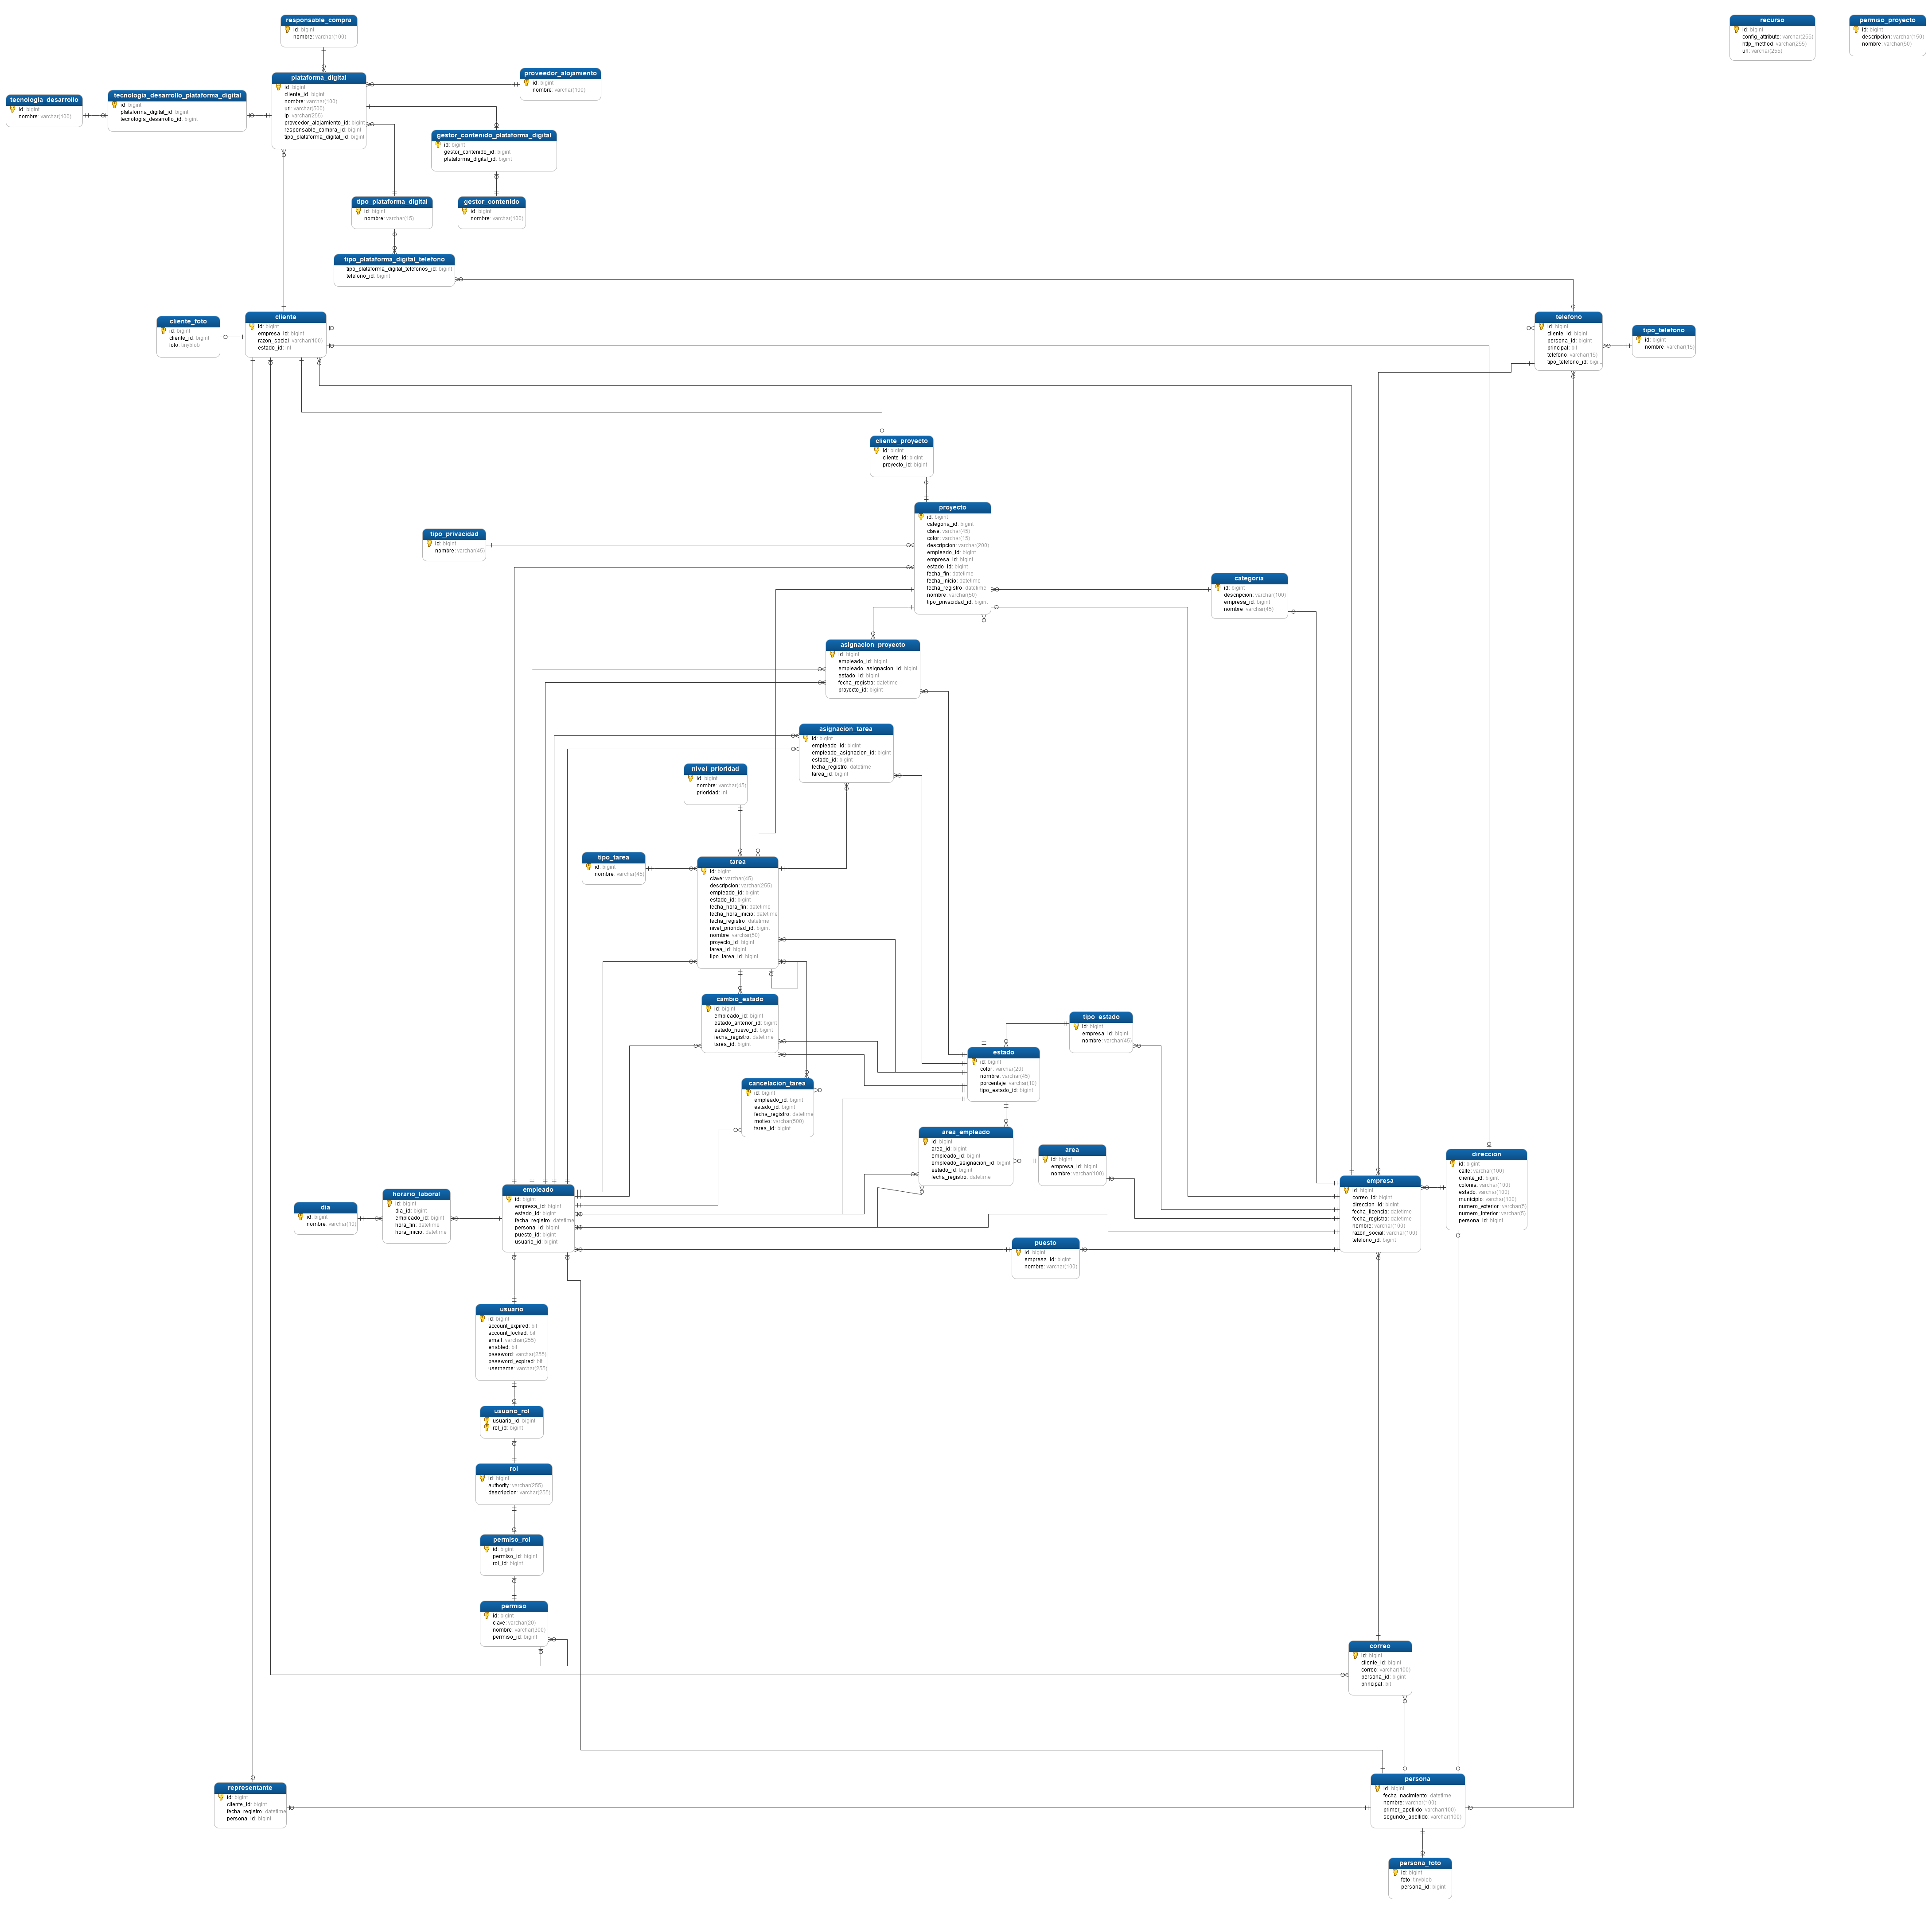 responsable_compra
id: bigint
nombre: varchar(100)
recurso
id: bigint
config_attribute: varchar(255)
http_method: varchar(255)
url: varchar(255)
permiso_proyecto
id: bigint
descripcion: varchar(150)
nombre: varchar(50)
plataforma_digital
id: bigint
cliente_id: bigint
nombre: varchar(100)
url: varchar(500)
ip: varchar(255)
proveedor_alojamiento_id: bigint
responsable_compra_id: bigint
tipo_plataforma_digital_id: bigint
proveedor_alojamiento
id: bigint
nombre: varchar(100)
tecnologia_desarrollo
id: bigint
nombre: varchar(100)
tecnologia_desarrollo_plataforma_digital
id: bigint
plataforma_digital_id: bigint
tecnologia_desarrollo_id: bigint
gestor_contenido_plataforma_digital
id: bigint
gestor_contenido_id: bigint
plataforma_digital_id: bigint
tipo_plataforma_digital
id: bigint
nombre: varchar(15)
gestor_contenido
id: bigint
nombre: varchar(100)
tipo_plataforma_digital_telefono
tipo_plataforma_digital_telefonos_id: bigint
telefono_id: bigint
cliente_foto
id: bigint
cliente_id: bigint
foto: tinyblob
cliente
id: bigint
empresa_id: bigint
razon_social: varchar(100)
estado_id: int
telefono
id: bigint
cliente_id: bigint
persona_id: bigint
principal: int
telefono: varchar(15)
tipo_telefono_id: bigi...
tipo_telefono
id: bigint
nombre: varchar(15)
cliente_proyecto
id: bigint
cliente_id: bigint
proyecto_id: bigint
proyecto
id: bigint
categoria_id: bigint
clave: varchar(45)
color: varchar(15)
descripcion: varchar(200)
empleado_id: bigint
empresa_id: bigint
estado_id: bigint
fecha_fin: datetime
fecha_inicio: datetime
fecha_registro: datetime
nombre: varchar(50)
tipo_privacidad_id: bigint
tipo_privacidad
id: bigint
nombre: varchar(45)
categoria
id: bigint
descripcion: varchar(100)
empresa_id: bigint
nombre: varchar(45)
asignacion_proyecto
id: bigint
empleado_id: bigint
empleado_asignacion_id: bigint
estado_id: bigint
fecha_registro: datetime
proyecto_id: bigint
asignacion_tarea
id: bigint
empleado_id: bigint
empleado_asignacion_id: bigint
estado_id: bigint
fecha_registro: datetime
tarea_id: bigint
nivel_prioridad
id: bigint
nombre: varchar(45)
prioridad: int
tipo_tarea
id: bigint
nombre: varchar(45)
tarea
id: bigint
clave: varchar(45)
descripcion: varchar(255)
empleado_id: bigint
estado_id: bigint
fecha_hora_fin: datetime
fecha_hora_inicio: datetime
fecha_registro: datetime
nivel_prioridad_id: bigint
nombre: varchar(50)
proyecto_id: bigint
tarea_id: bigint
tipo_tarea_id: bigint
cambio_estado
id: bigint
empleado_id: bigint
estado_anterior_id: bigint
estado_nuevo_id: bigint
fecha_registro: datetime
tarea_id: bigint
tipo_estado
id: bigint
empresa_id: bigint
nombre: varchar(45)
estado
id: bigint
color: varchar(20)
nombre: varchar(45)
porcentaje: varchar(10)
tipo_estado_id: bigint
cancelacion_tarea
id: bigint
empleado_id: bigint
estado_id: bigint
fecha_registro: datetime
motivo: varchar(500)
tarea_id: bigint
area_empleado
id: bigint
area_id: bigint
empleado_id: bigint
empleado_asignacion_id: bigint
estado_id: bigint
fecha_registro: datetime
area
id: bigint
empresa_id: bigint
nombre: varchar(100)
direccion
id: bigint
calle: varchar(100)
cliente_id: bigint
colonia: varchar(100)
estado: varchar(100)
municipio: varchar(100)
numero_exterior: varchar(5)
numero_interior: varchar(5)
persona_id: bigint
empresa
id: bigint
correo_id: bigint
direccion_id: bigint
fecha_licencia: datetime
fecha_registro: datetime
nombre: varchar(100)
razon_social: varchar(100)
telefono_id: bigint
dia
id: bigint
nombre: varchar(10)
horario_laboral
id: bigint
dia_id: bigint
empleado_id: bigint
hora_fin: datetime
hora_inicio: datetime
empleado
id: bigint
empresa_id: bigint
estado_id: bigint
fecha_registro: datetime
persona_id: bigint
puesto_id: bigint
usuario_id: bigint
puesto
id: bigint
empresa_id: bigint
nombre: varchar(100)
usuario
id: bigint
account_expired: bit
account_locked: bit
email: varchar(255)
enabled: bit
password: varchar(255)
password_expired: bit
username: varchar(255)
usuario_rol
usuario_id: bigint
rol_id: bigint
rol
id: bigint
authority: varchar(255)
descripcion: varchar(255)
permiso_rol
id: bigint
permiso_id: bigint
rol_id: bigint
permiso
id: bigint
clave: varchar(20)
nombre: varchar(300)
permiso_id: bigint
correo
id: bigint
cliente_id: bigint
correo: varchar(100)
persona_id: bigint
principal: bit
representante
id: bigint
cliente_id: bigint
fecha_registro: datetime
persona_id: bigint
persona
id: bigint
fecha_nacimiento: datetime
nombre: varchar(100)
primer_apellido: varchar(100)
segundo_apellido: varchar(100)
persona_foto
id: bigint
foto: tinyblob
persona_id: bigint